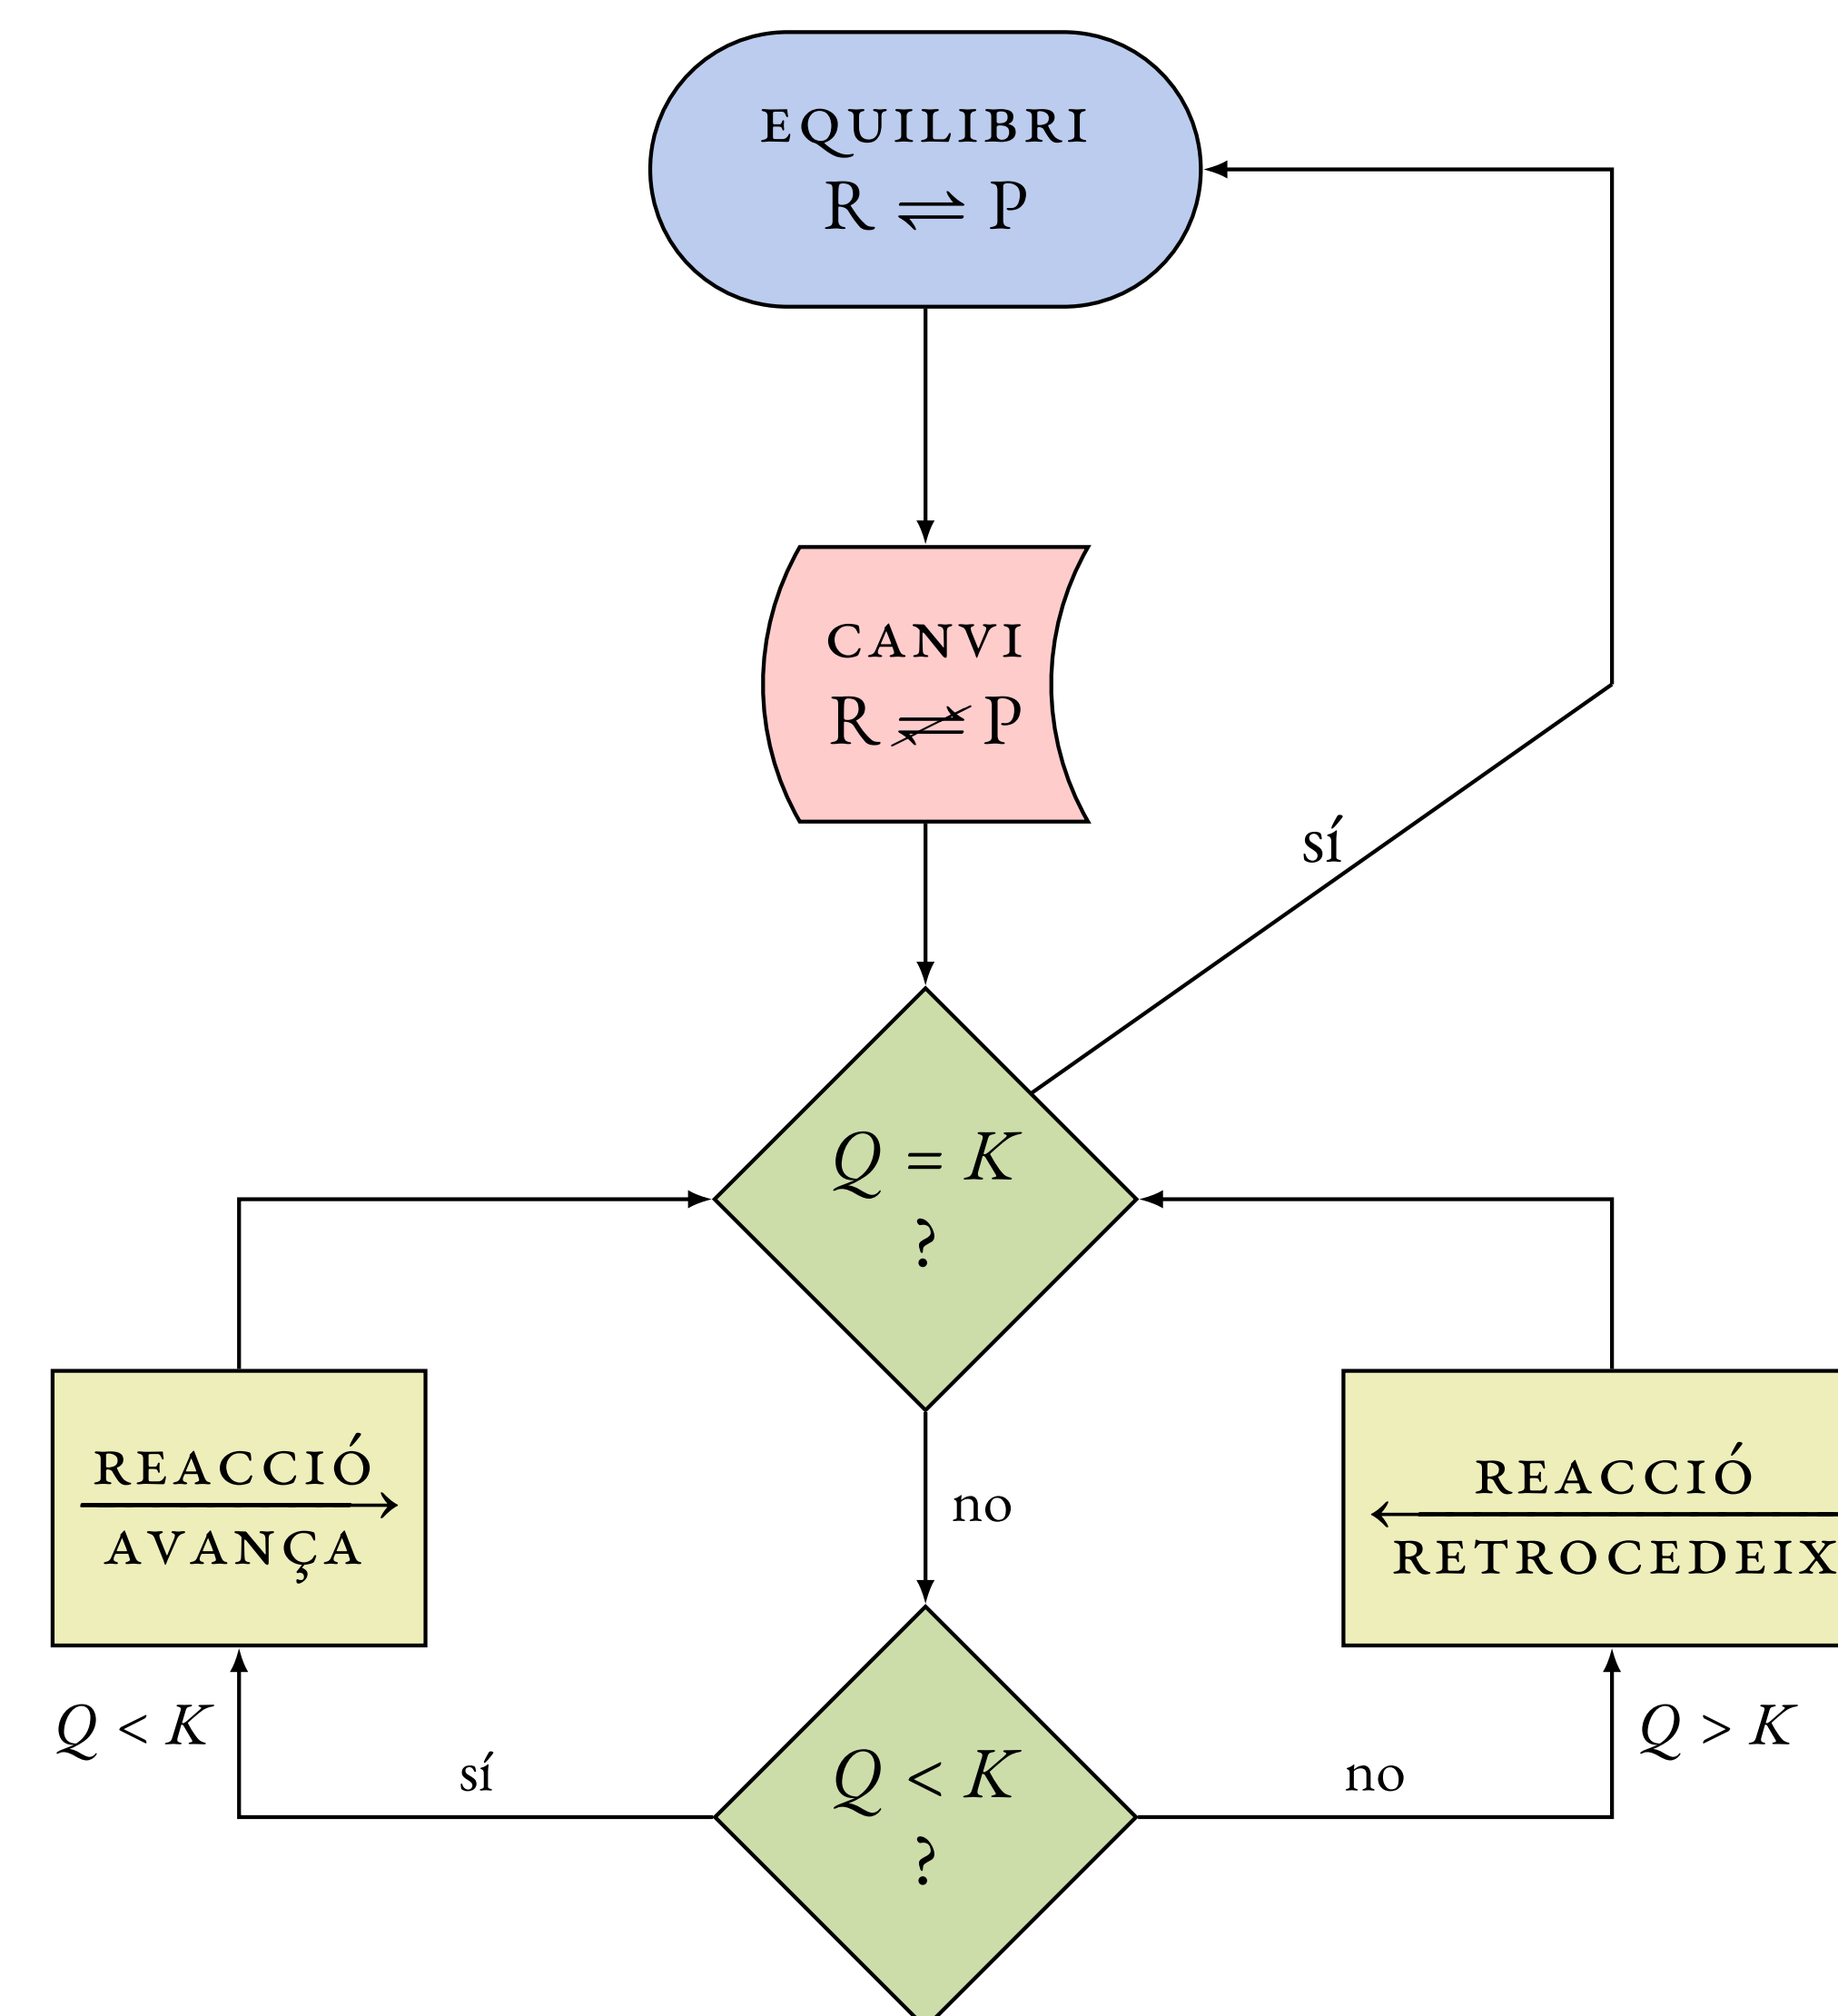 EQUILIBRI
R ⇌ P
CANVI
R ⇌̸ P
sí
Q = K
?
REACCIÓ
AVANÇA
no
REACCIÓ
RETROCEDEIX
Q < K
sí
Q < K
?
no
Q > K